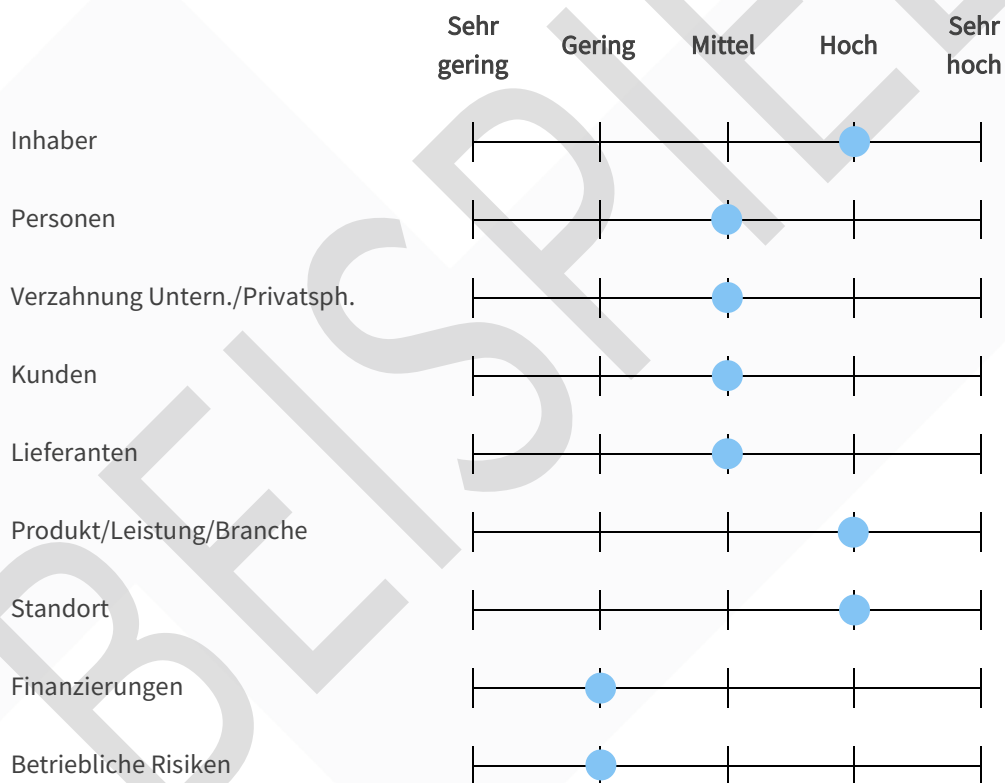 Sehr gering
Gering
Mittel
Hoch
Sehr hoch
Inhaber
Personen
Verzahnung Untern./Privatsph.
Kunden
Lieferanten
Produkt/Leistung/Branche
Standort
Finanzierungen
Betriebliche Risiken
BEISPIEL